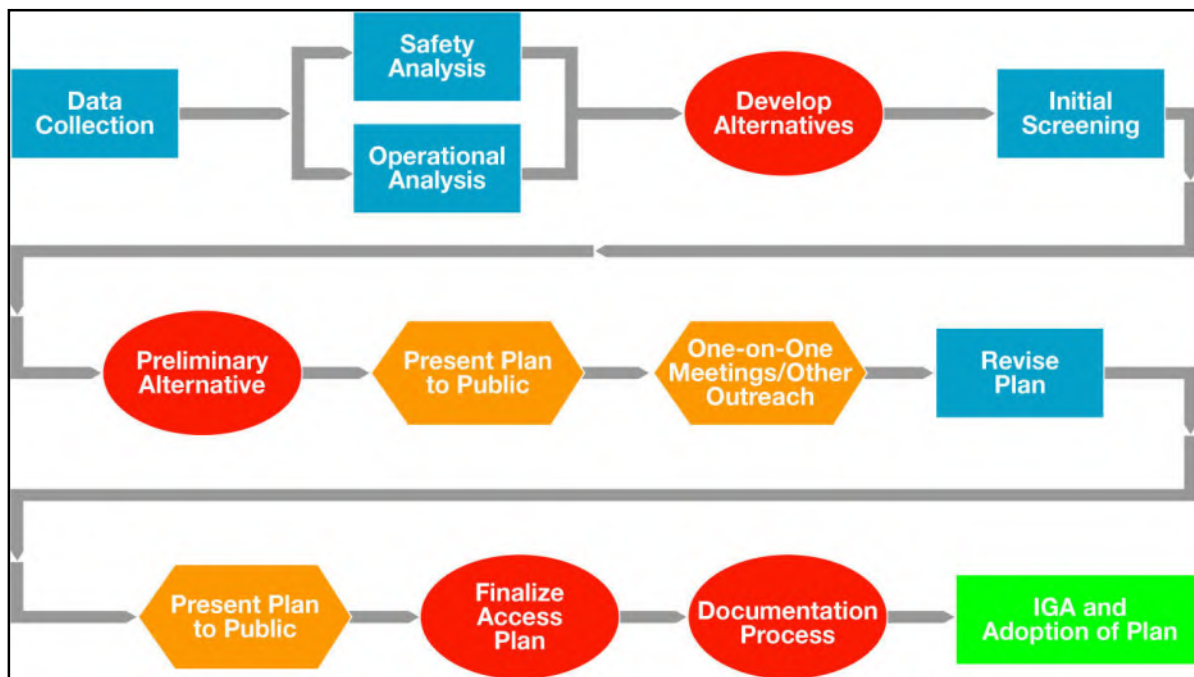 Data
Collection
Safety
Analysis
Operational
Analysis
Develop
Alternatives
Initial
Screening
Preliminary
Alternative
Present Plan
to Public
One-on-One
Meetings/Other
Outreach
Revise
Plan
Present Plan
to Public
Finalize
Access
Plan
Documentation
Process
IGA and
Adoption of Plan